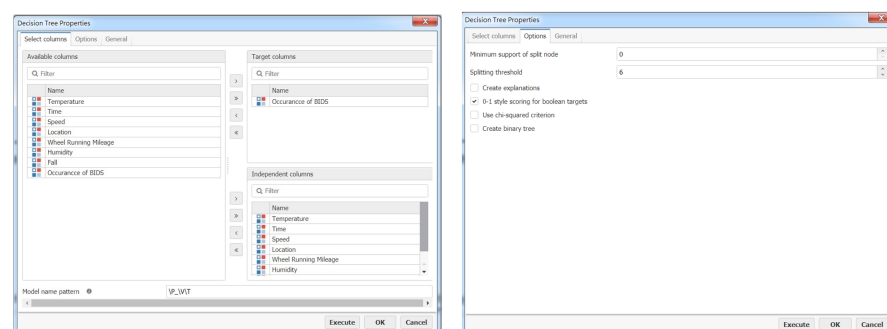 Decision Tree Properties
Select columns Options General
Available columns
Filter
Name
Temperature
Time
Speed
Location
Wheel Running Mileage
Humidity
Fall
Occurancce of BIDS
Target columns
Filter
Name
Occurancce of BIDS
Independent columns
Filter
Name
Temperature
Time
Speed
Location
Wheel Running Mileage
Humidity
Model name pattern
\P_\V\T
Execute OK Cancel
Decision Tree Properties
Select columns Options General
Minimum support of split node 0
Splitting threshold 6
Create explanations
0-1 style scoring for boolean targets
Use chi-squared criterion
Create binary tree
Execute OK Cancel